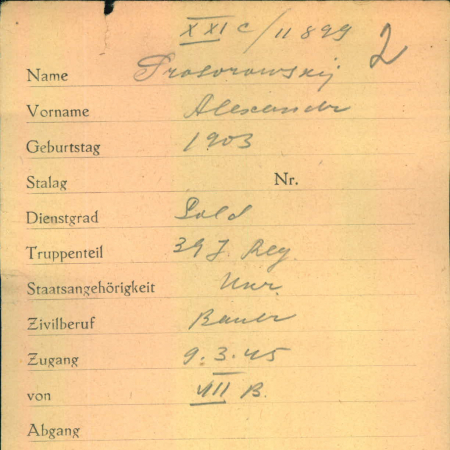 XXI C/11899
2
Name Prosorowskij
Vorname Alexander
Geburtstag 1903
Stalag Nr.
Dienstgrad Sold
Truppenteil 39 J. Reg.
Staatsangehörigkeit
Zivilberuf Bauer
Zugang 9.3.45
von VIII B.
Abgang